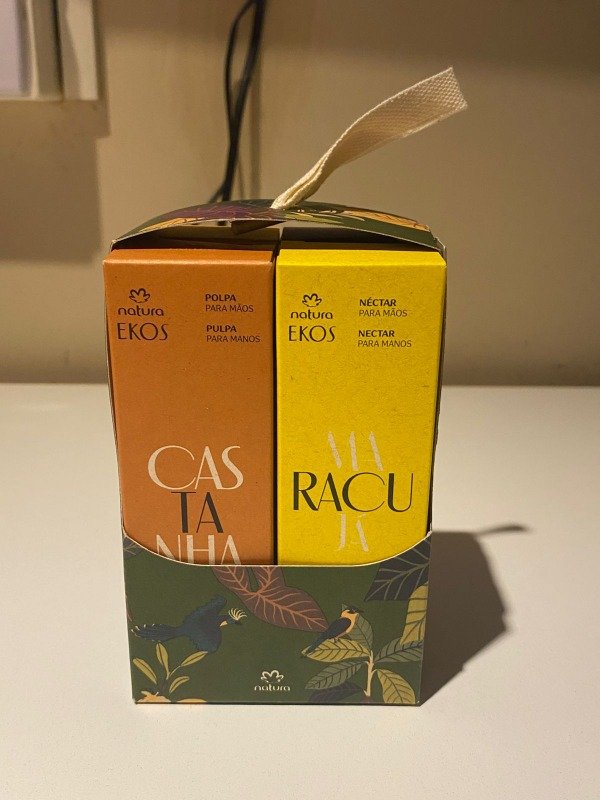 natura
EKOS
POLPA
PARA MÃOS
PULPA
PARA MANOS
CAS
TA
NHA
natura
EKOS
NÉCTAR
PARA MÃOS
NECTAR
PARA MANOS
MA
RACU
JÁ
natura